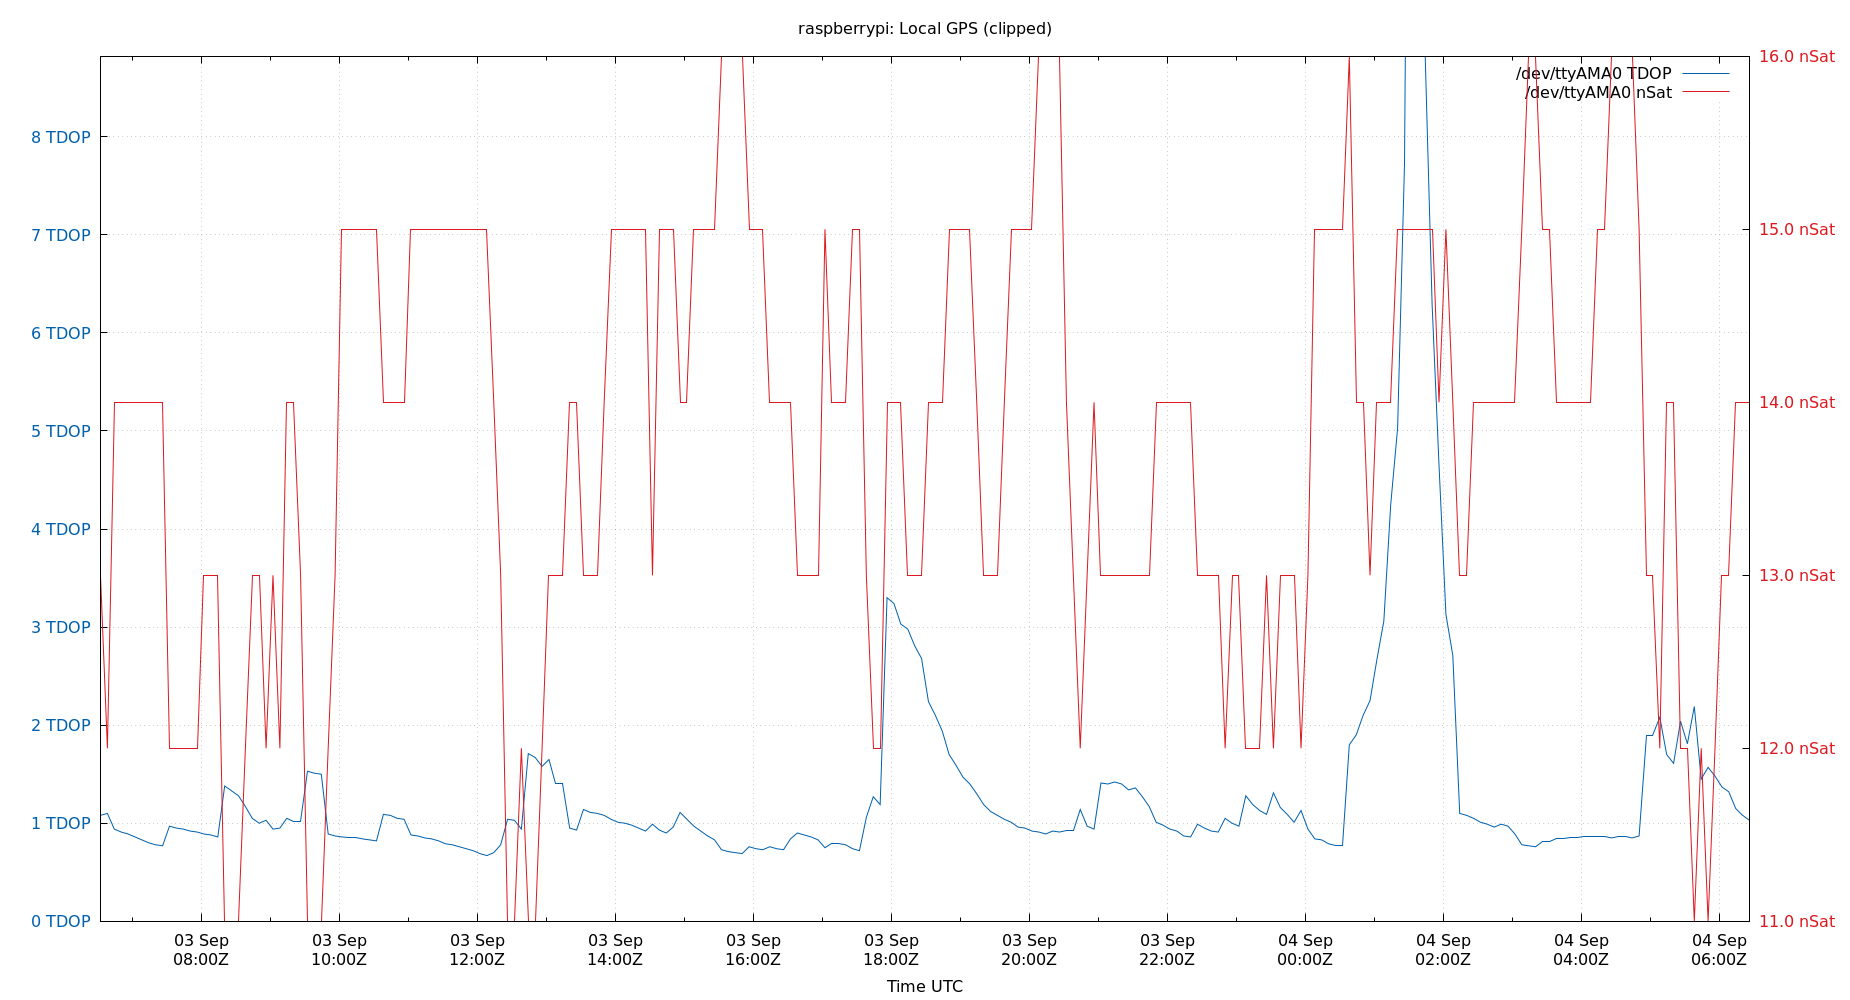 raspberrypi: Local GPS (clipped)
16.0 nSat
/dev/ttyAMA0 TDOP
/dev/ttyAMA0 nSat
8 TDOP
15.0 nSat
7 TDOP
6 TDOP
14.0 nSat
5 TDOP
4 TDOP
13.0 nSat
3 TDOP
2 TDOP
12.0 nSat
1 TDOP
0 TDOP
11.0 nSat
03 Sep 03 Sep 03 Sep 03 Sep 03 Sep 03 Sep 03 Sep 03 Sep 04 Sep 04 Sep 04 Sep 04 Sep
08:00Z 10:00Z 12:00Z 14:00Z 16:00Z 18:00Z 20:00Z 22:00Z 00:00Z 02:00Z 04:00Z 06:00Z
Time UTC